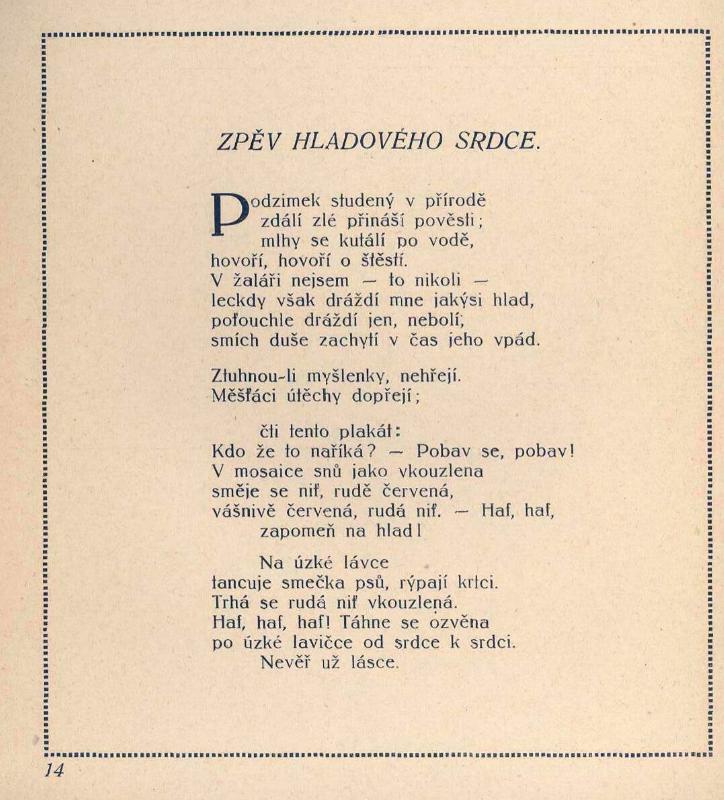 ZPĚV HLADOVÉHO SRDCE.
Podzimek studený v přírodě
zdálí zlé přináší pověsti;
mlhy se kutálí po vodě,
hovoří, hovoří o štěstí.
V žaláři nejsem — to nikoli —
leckdy však dráždí mne jakýsi hlad,
poťouchle dráždí jen, nebolí;
smích duše zachytí v čas jeho vpád.
Ztuhnou-li myšlenky, nehřejí.
Měšťáci útěchy dopřejí;
čti tento plakát:
Kdo že to naříká? — Pobav se, pobav!
V mosaice snů jako vkouzlena
směje se niť, rudě červená,
vášnivě červená, rudá niť. — Haf, haf,
zapomeň na hlad!
Na úzké lávce
tancuje smečka psů, rýpají krtci.
Trhá se rudá niť vkouzlená.
Haf, haf, haf! Táhne se ozvěna
po úzké lavičce od srdce k srdci.
Nevěř už lásce.
14